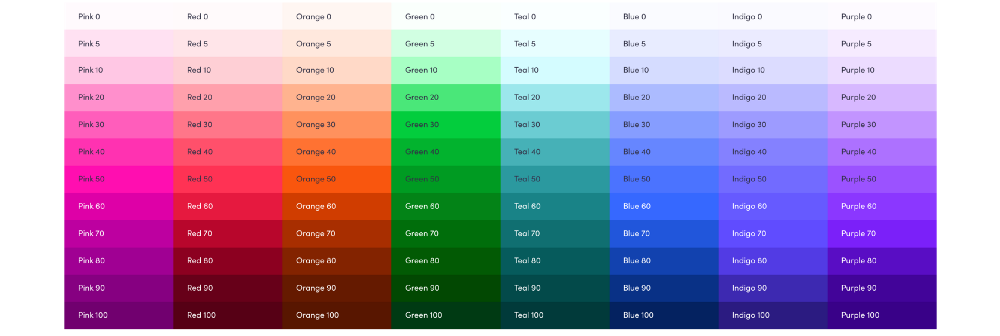 Pink 0 Red 0 Orange 0 Green 0 Teal 0 Blue 0 Indigo 0 Purple 0
Pink 5 Red 5 Orange 5 Green 5 Teal 5 Blue 5 Indigo 5 Purple 5
Pink 10 Red 10 Orange 10 Green 10 Teal 10 Blue 10 Indigo 10 Purple 10
Pink 20 Red 20 Orange 20 Green 20 Teal 20 Blue 20 Indigo 20 Purple 20
Pink 30 Red 30 Orange 30 Green 30 Teal 30 Blue 30 Indigo 30 Purple 30
Pink 40 Red 40 Orange 40 Green 40 Teal 40 Blue 40 Indigo 40 Purple 40
Pink 50 Red 50 Orange 50 Green 50 Teal 50 Blue 50 Indigo 50 Purple 50
Pink 60 Red 60 Orange 60 Green 60 Teal 60 Blue 60 Indigo 60 Purple 60
Pink 70 Red 70 Orange 70 Green 70 Teal 70 Blue 70 Indigo 70 Purple 70
Pink 80 Red 80 Orange 80 Green 80 Teal 80 Blue 80 Indigo 80 Purple 80
Pink 90 Red 90 Orange 90 Green 90 Teal 90 Blue 90 Indigo 90 Purple 90
Pink 100 Red 100 Orange 100 Green 100 Teal 100 Blue 100 Indigo 100 Purple 100